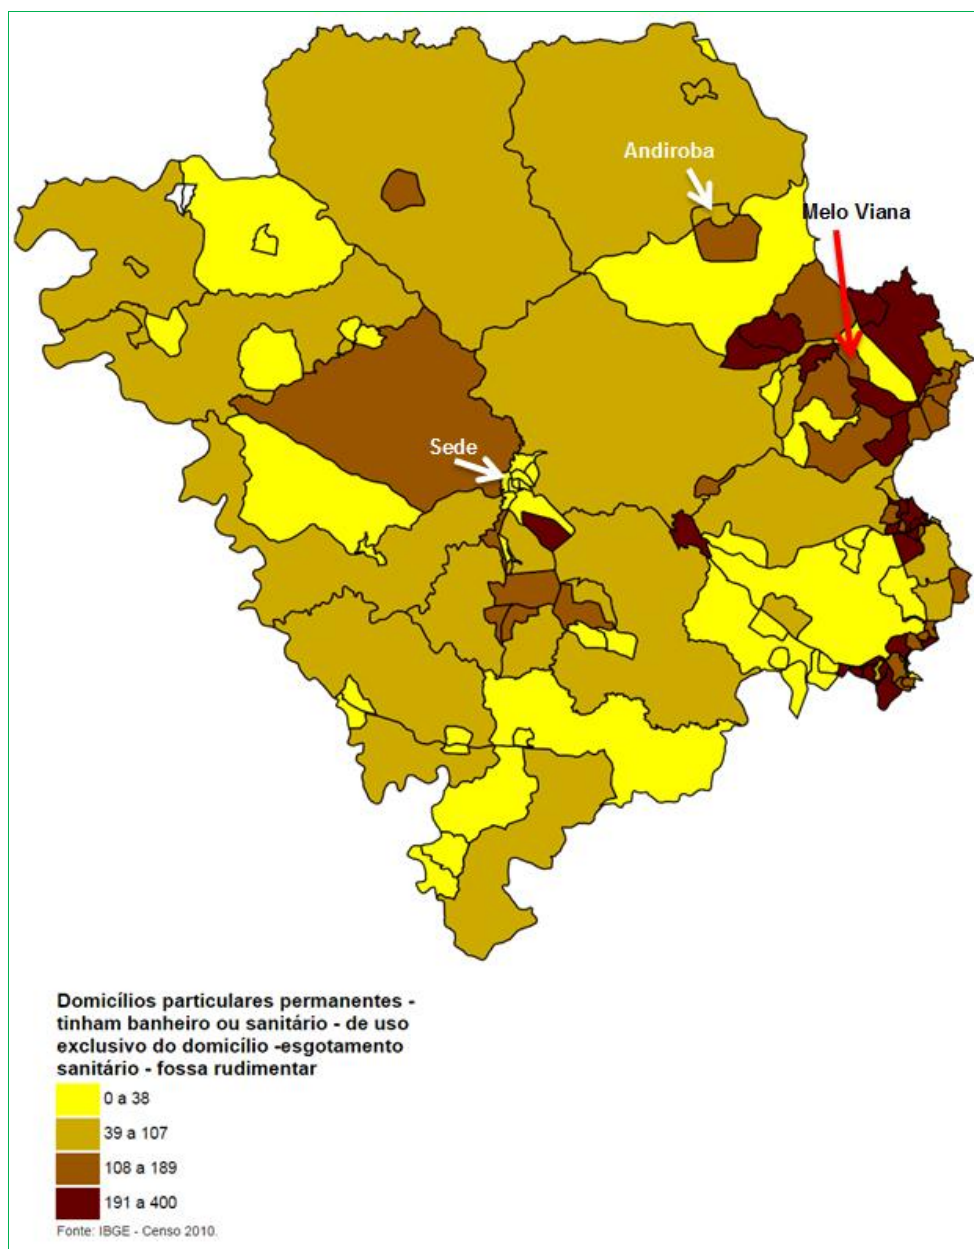 Andiroba
Melo Viana
Sede
Domicílios particulares permanentes -
tinham banheiro ou sanitário - de uso
exclusivo do domicílio -esgotamento
sanitário - fossa rudimentar
0 a 38
39 a 107
108 a 189
191 a 400
Fonte: IBGE - Censo 2010.